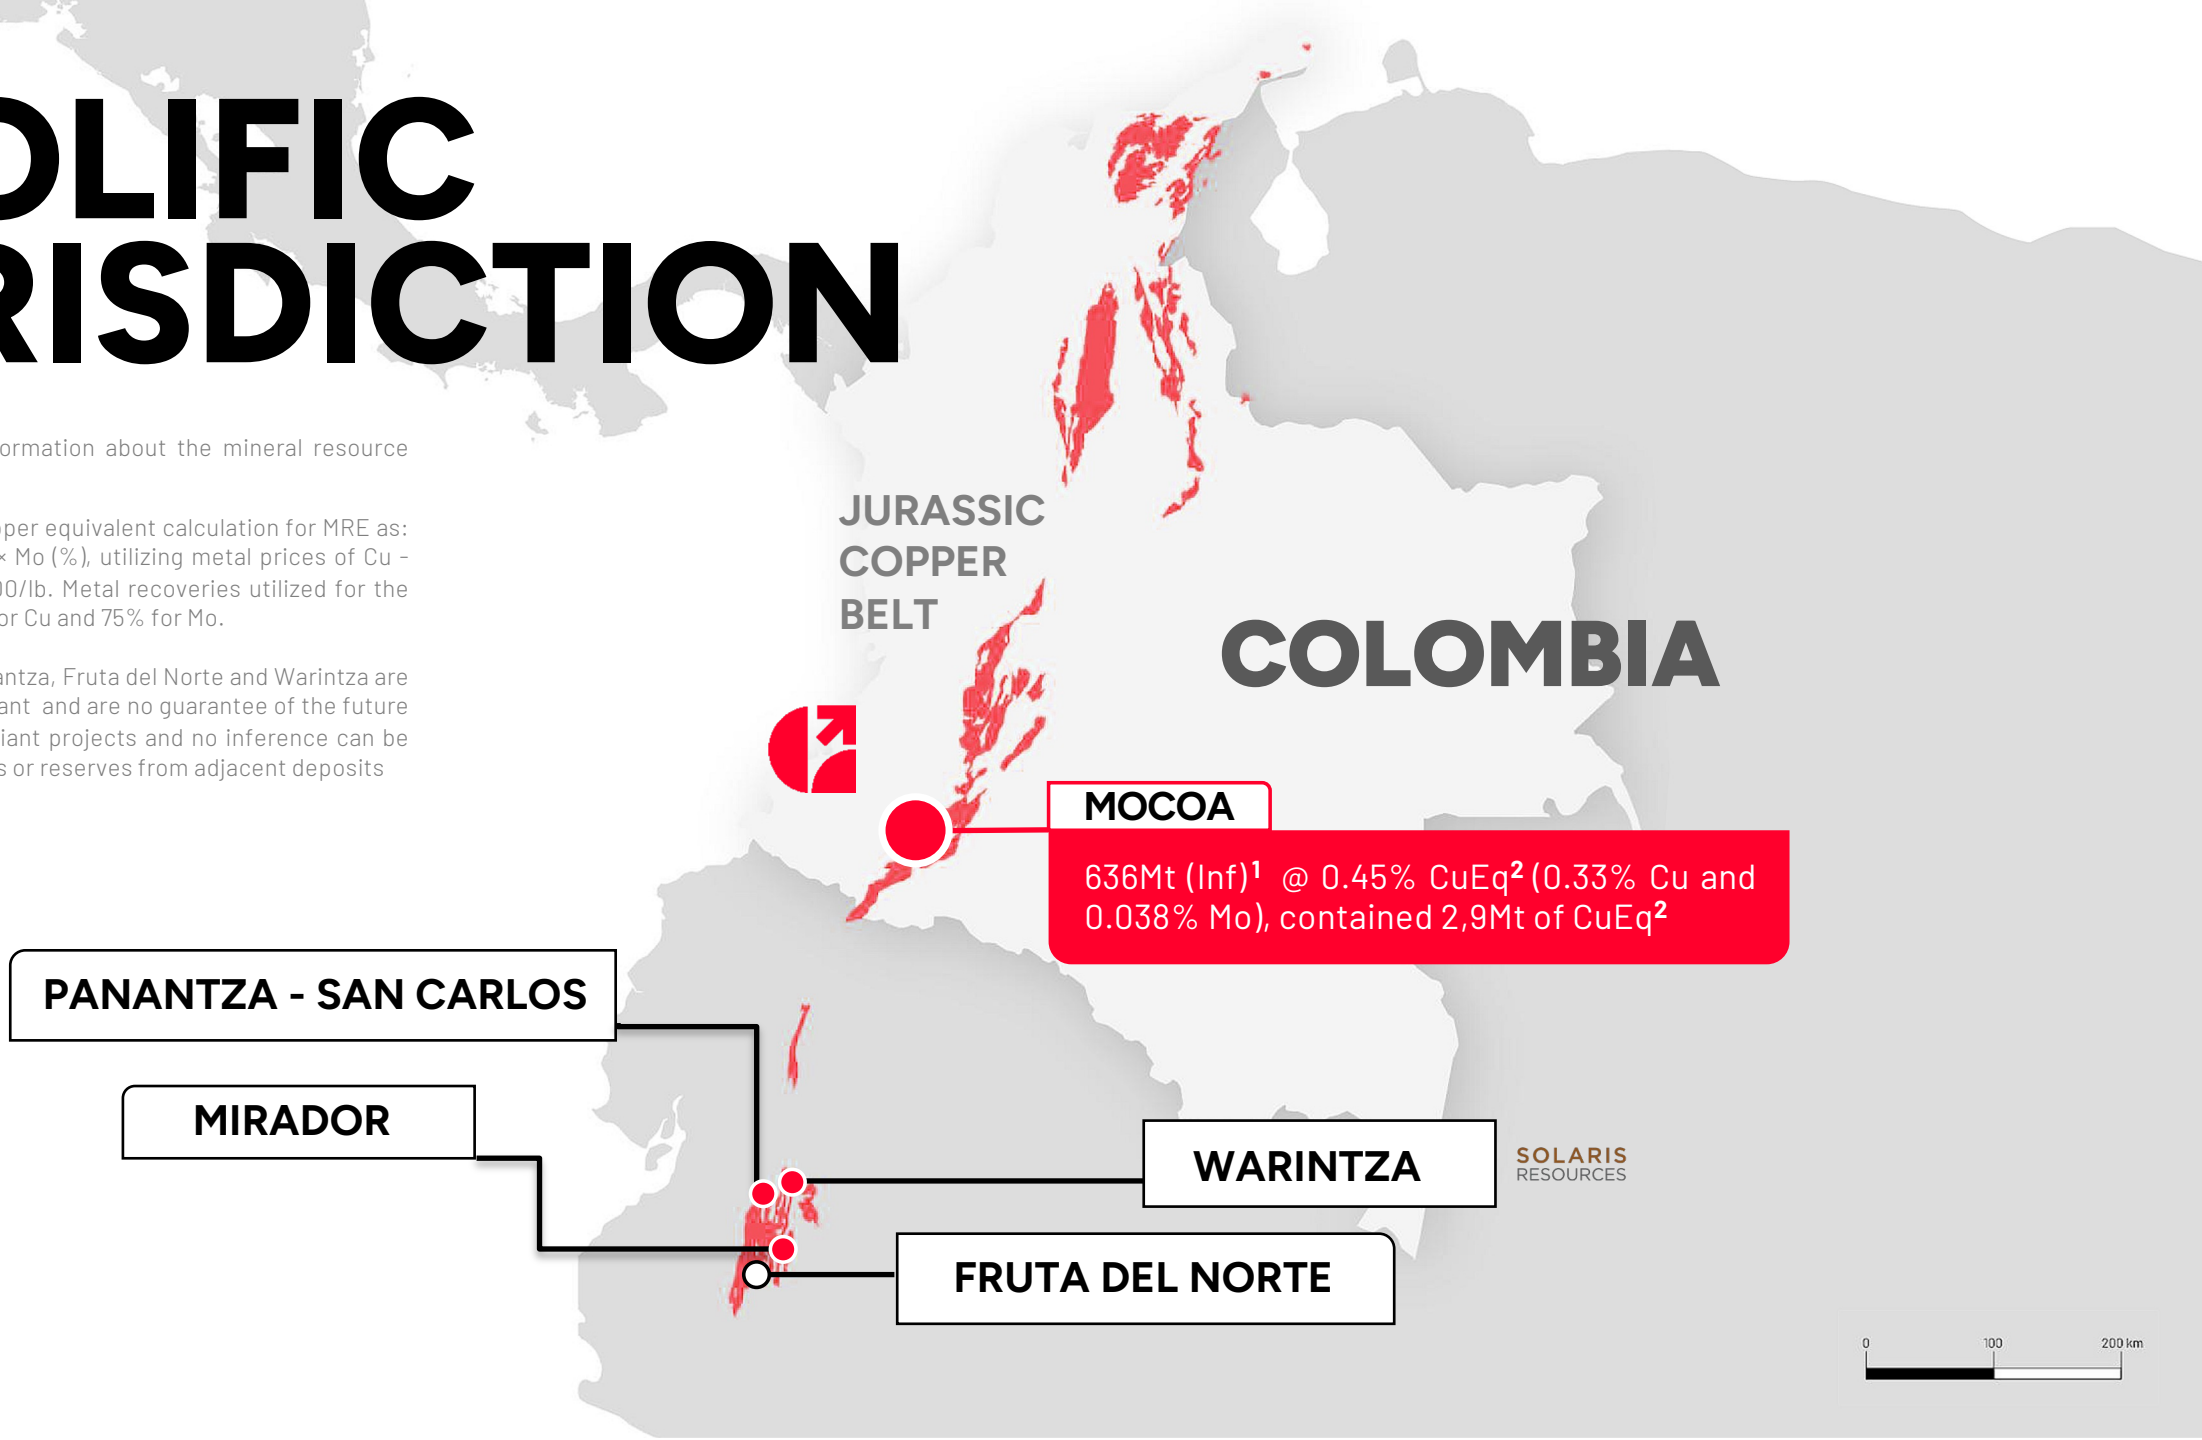 OLIFIC
RISDICTION
ormation about the mineral resource
per equivalent calculation for MRE as:
× Mo (%), utilizing metal prices of Cu -
00/lb. Metal recoveries utilized for the
or Cu and 75% for Mo.
antza, Fruta del Norte and Warintza are
ant and are no guarantee of the future
iant projects and no inference can be
s or reserves from adjacent deposits
JURASSIC
COPPER
BELT
COLOMBIA
MOCOA
636Mt (Inf)¹ @ 0.45% CuEq² (0.33% Cu and
0.038% Mo), contained 2,9Mt of CuEq²
PANANTZA - SAN CARLOS
MIRADOR
WARINTZA
SOLARIS
RESOURCES
FRUTA DEL NORTE
0 100 200 km